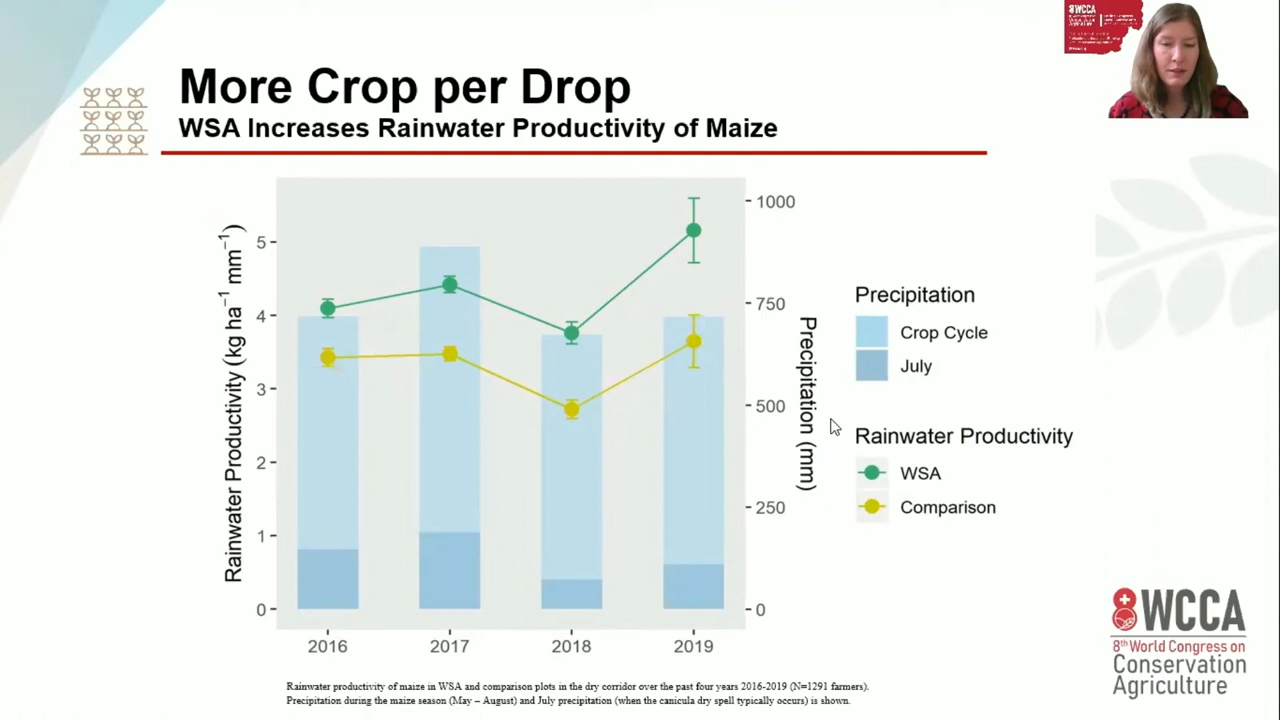 More Crop per Drop
WSA Increases Rainwater Productivity of Maize
Rainwater Productivity (kg ha⁻¹ mm⁻¹)
5
4
3
2
1
0
1000
750
500
250
0
Precipitation (mm)
2016 2017 2018 2019
Precipitation
Crop Cycle
July
Rainwater Productivity
WSA
Comparison
Rainwater productivity of maize in WSA and comparison plots in the dry corridor over the past four years 2016-2019 (N=1291 farmers).
Precipitation during the maize season (May – August) and July precipitation (when the canicula dry spell typically occurs) is shown.
8WCCA
8WCCA
8th World Congress on
Conservation
Agriculture